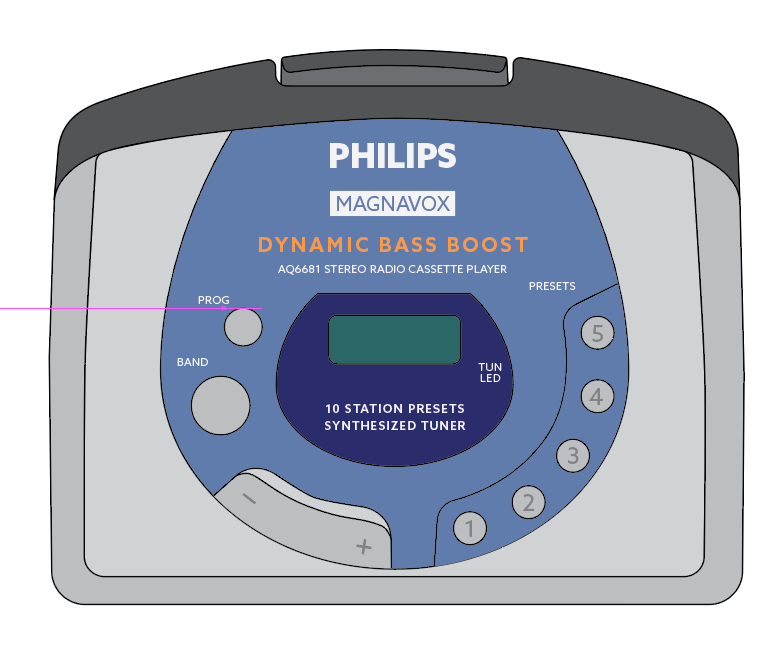 PHILIPS
MAGNAVOX
DYNAMIC BASS BOOST
AQ6681 STEREO RADIO CASSETTE PLAYER
PRESETS
PROG
5
BAND
TUN
LED
4
10 STATION PRESETS
SYNTHESIZED TUNER
3
−
2
1
+